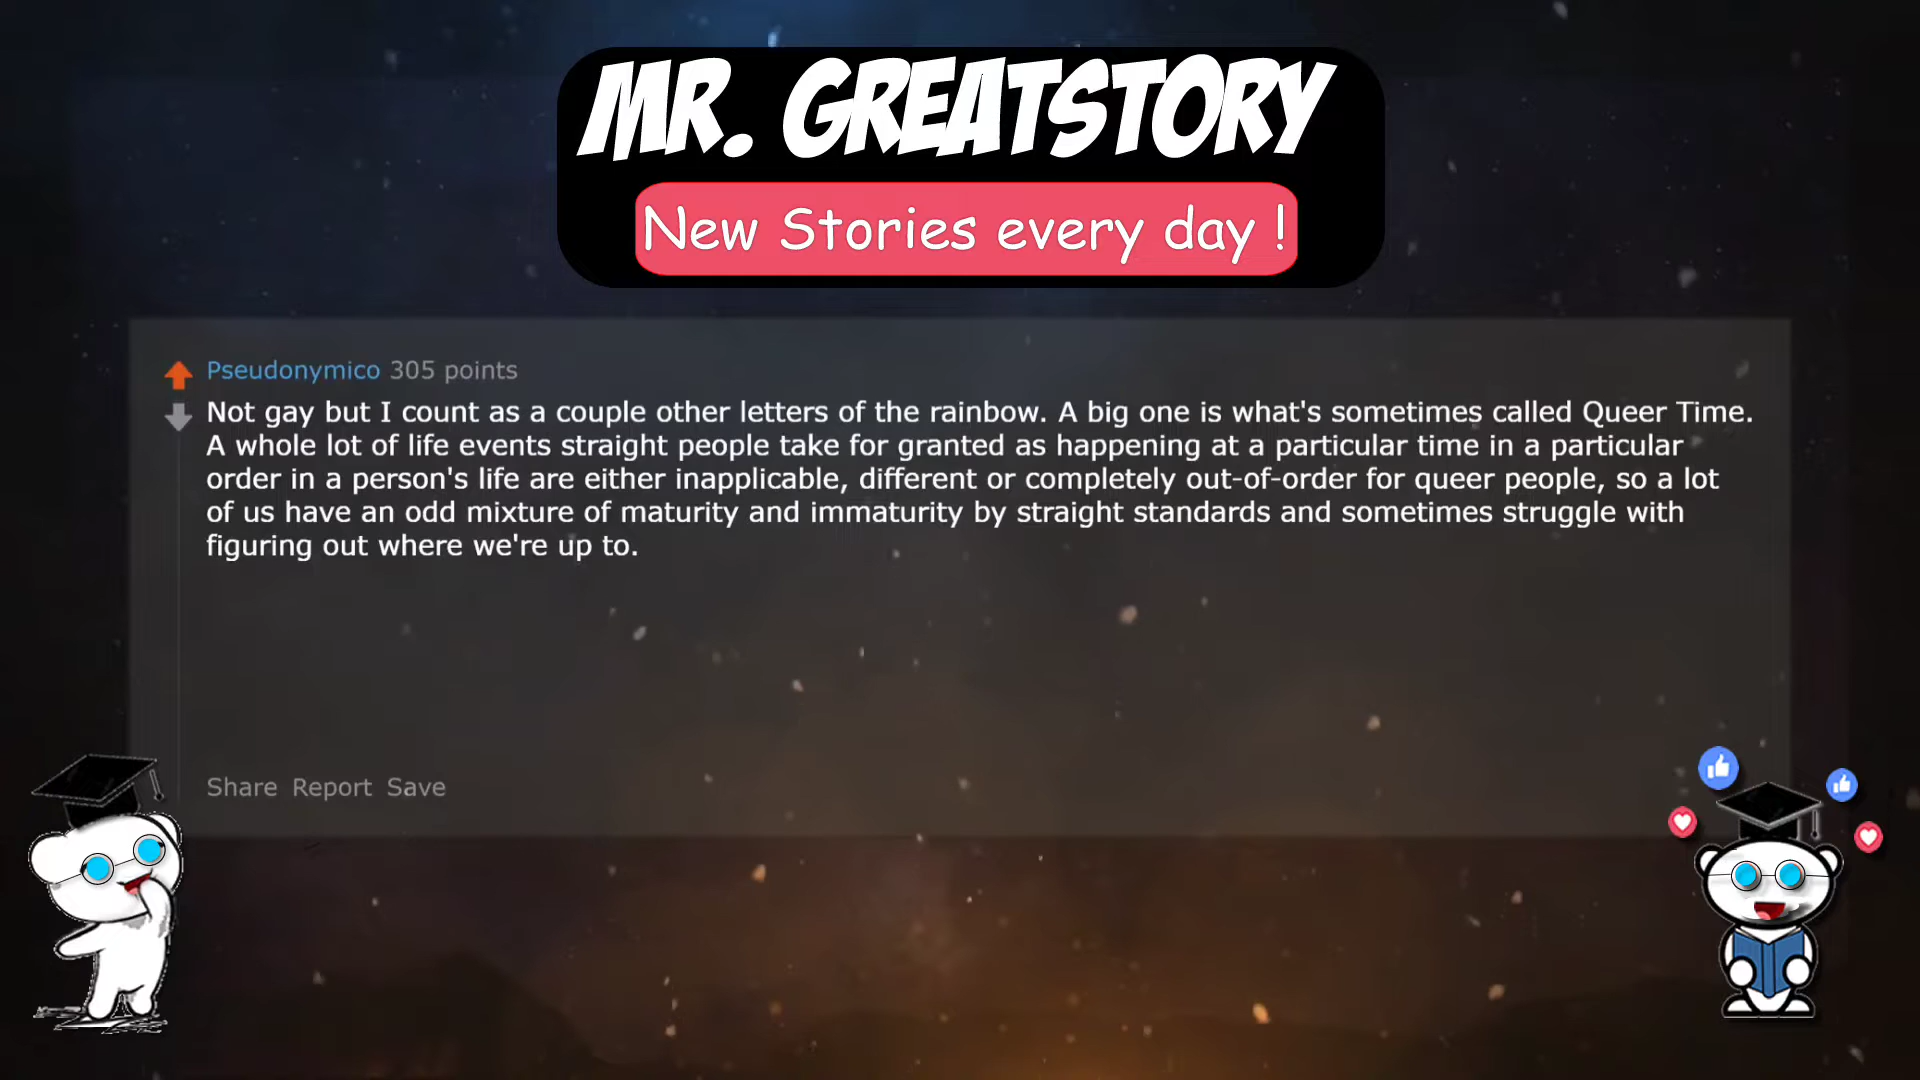 MR. GREATSTORY
New Stories every day !
Pseudonymico 305 points
Not gay but I count as a couple other letters of the rainbow. A big one is what's sometimes called Queer Time.
A whole lot of life events straight people take for granted as happening at a particular time in a particular
order in a person's life are either inapplicable, different or completely out-of-order for queer people, so a lot
of us have an odd mixture of maturity and immaturity by straight standards and sometimes struggle with
figuring out where we're up to.
Share Report Save